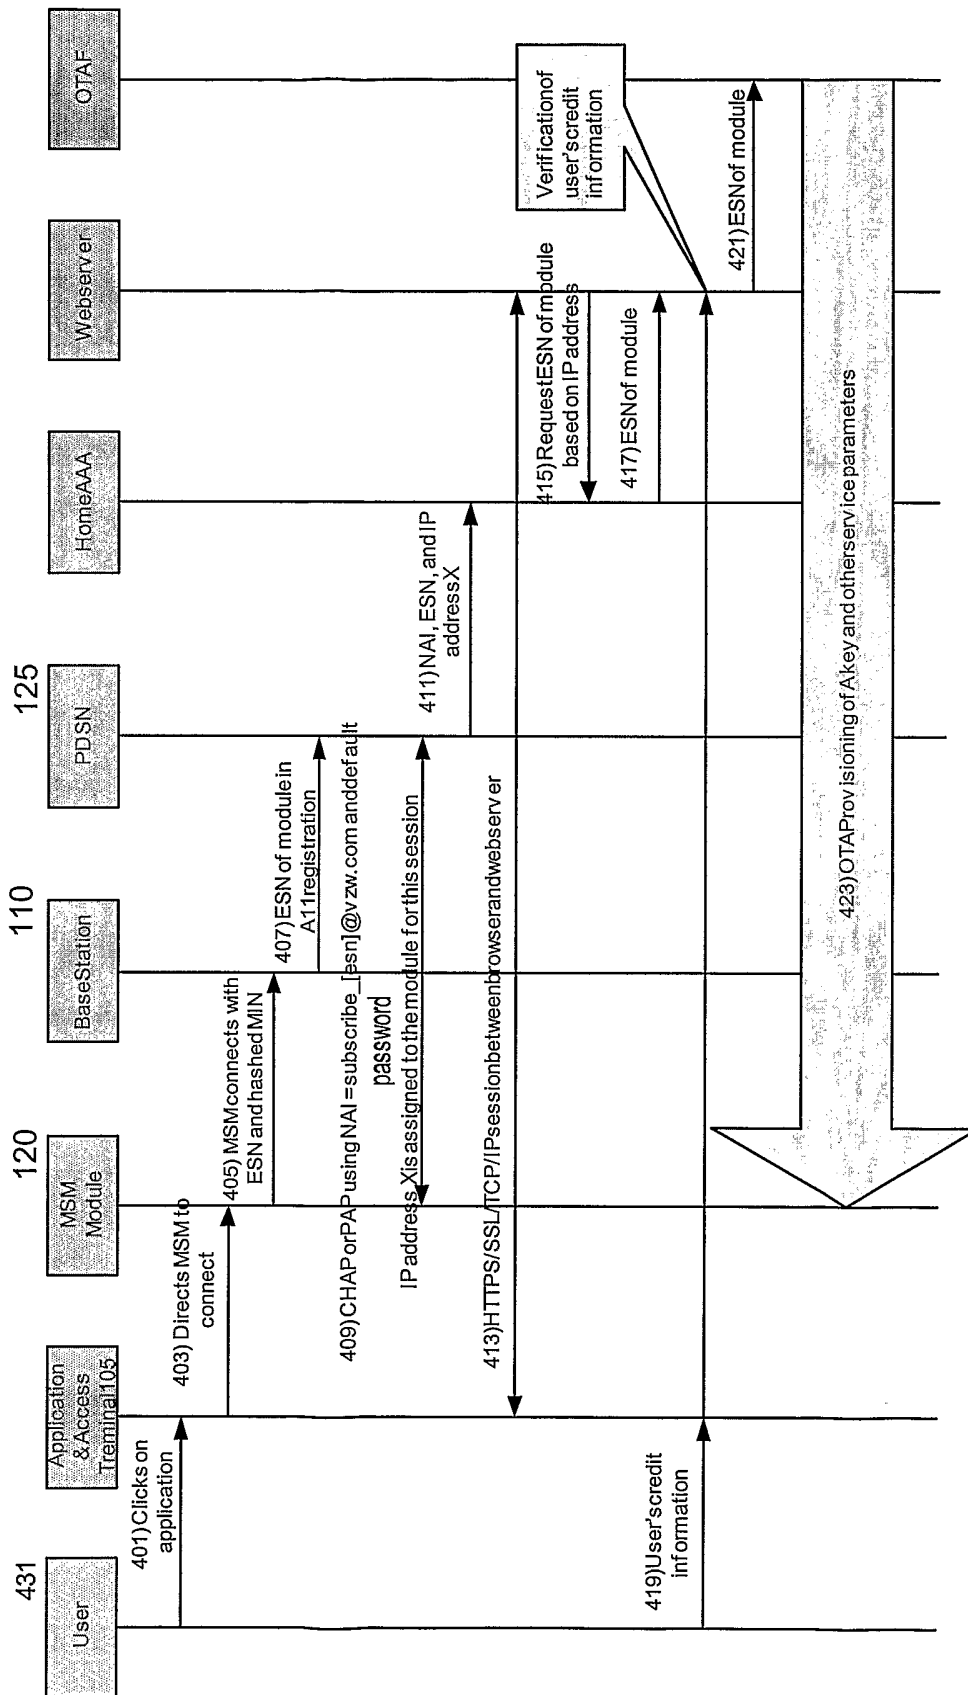 431
User
Application
&Access
Treminal105
120
MSM
Module
110
BaseStation
125
PDSN
HomeAAA
Webserver
OTAF
401)Clicks on
application
403) Directs MSM to
connect
405) MSM connects with
ESN and hashed MIN
407)ESN of module in
A11registration
409)CHAP or PAP using NAI = subscribe_[esn]@vzw.com and default
password
IP address X is assigned to the module for this session
411)NAI, ESN, and IP
address X
413)HTTPS/SSL/TCP/IP session between browser and webserver
415)Request ESN of module
based on IP address
417)ESN of module
419)User's credit
information
Verification of
user's credit
information
421)ESN of module
423)OTA Provisioning of A key and other service parameters